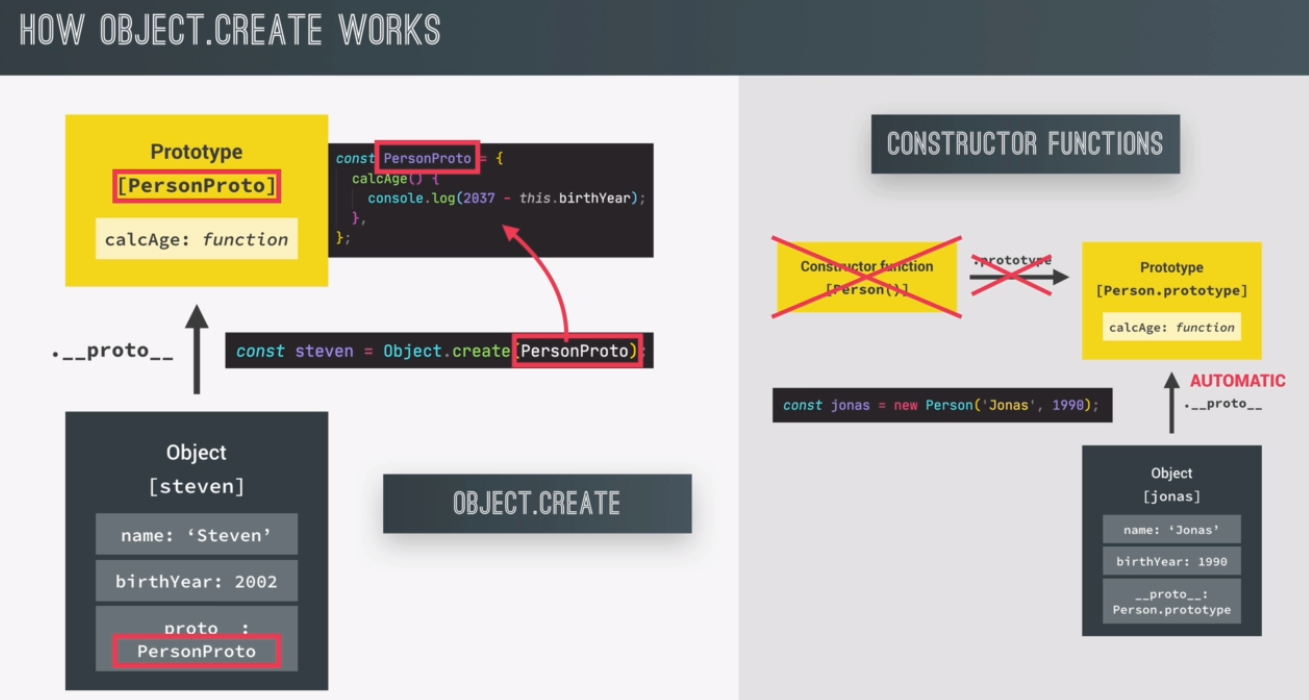 HOW OBJECT.CREATE WORKS
Prototype
[PersonProto]
calcAge: function
const PersonProto = {
calcAge() {
console.log(2037 - this.birthYear);
},
};
.__proto__
const steven = Object.create(PersonProto);
Object
[steven]
name: ‘Steven’
birthYear: 2002
__proto__:
PersonProto
OBJECT.CREATE
CONSTRUCTOR FUNCTIONS
Constructor function
[Person()]
.prototype
Prototype
[Person.prototype]
calcAge: function
const jonas = new Person('Jonas', 1990);
AUTOMATIC
.__proto__
Object
[jonas]
name: ‘Jonas’
birthYear: 1990
__proto__:
Person.prototype